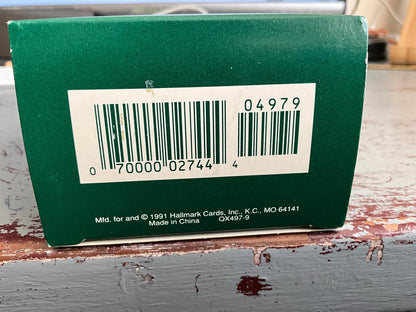 04979
0 70000 02744 4
Mfd. for and © 1991 Hallmark Cards, Inc., K.C., MO 64141
Made in China QX497-9